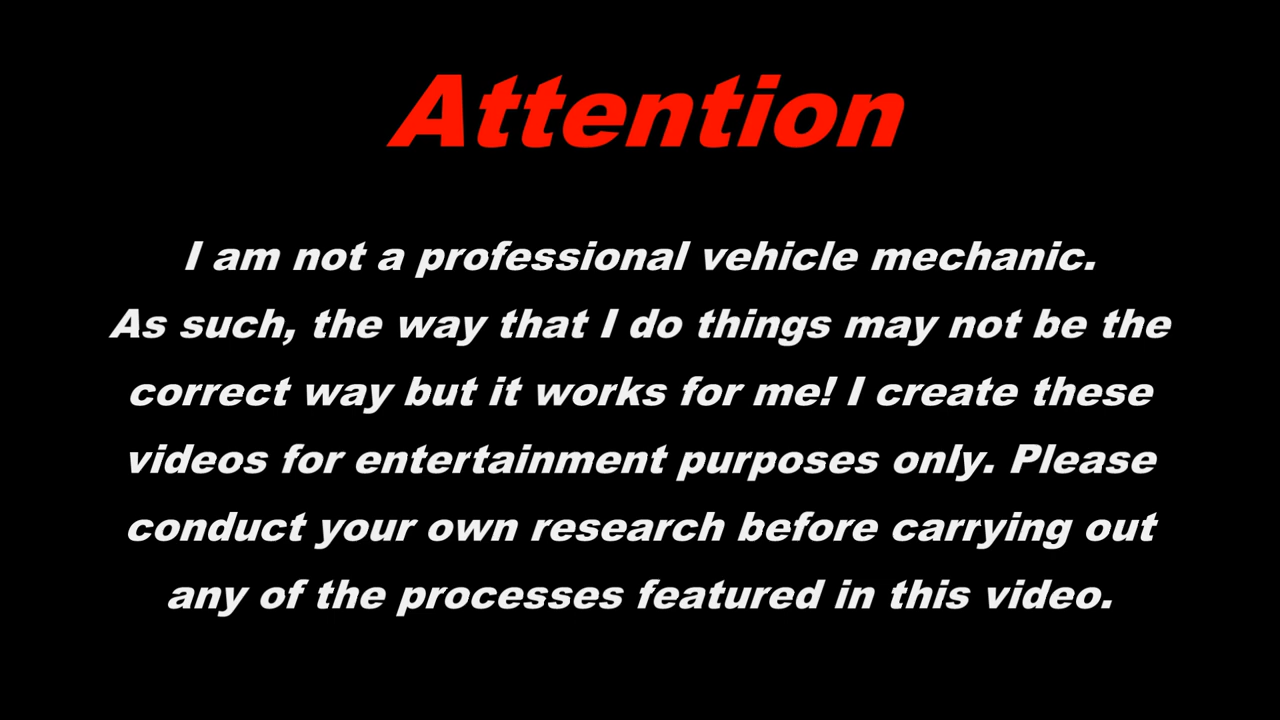 Attention
I am not a professional vehicle mechanic.
As such, the way that I do things may not be the
correct way but it works for me! I create these
videos for entertainment purposes only. Please
conduct your own research before carrying out
any of the processes featured in this video.